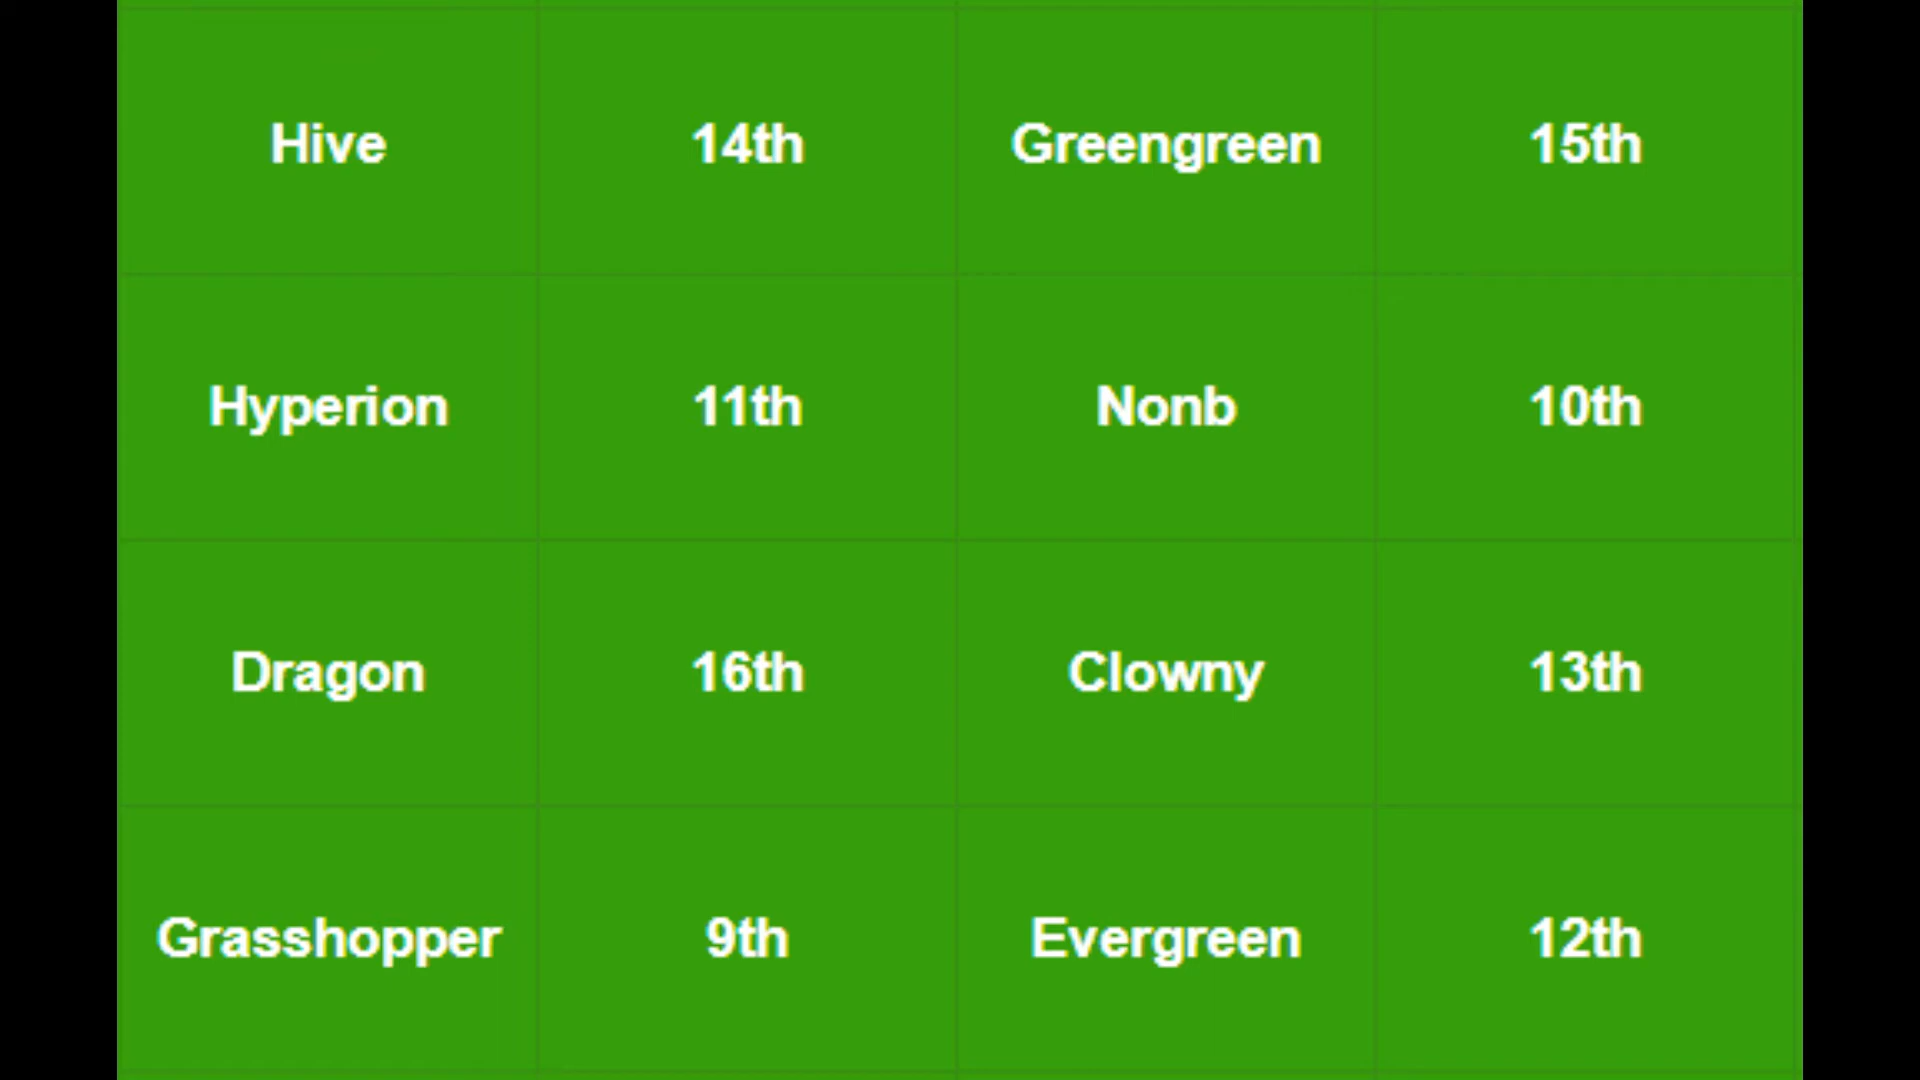 Hive 14th Greengreen 15th
Hyperion 11th Nonb 10th
Dragon 16th Clowny 13th
Grasshopper 9th Evergreen 12th